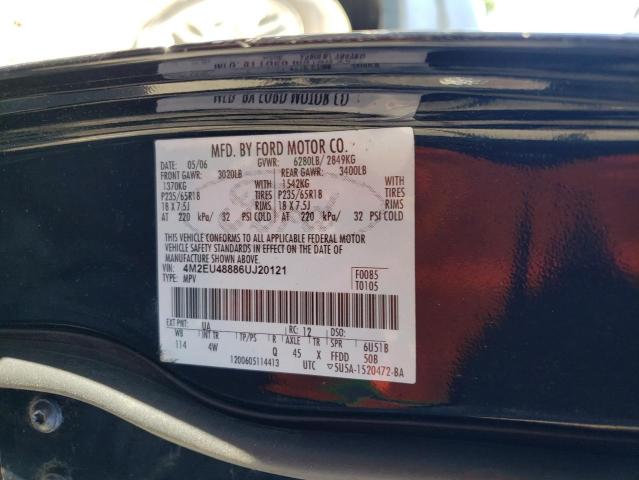 MFD. BY FORD MOTOR CO.
05/06 GVWR: 6280LB/ 2849KG
FRONT GAWR: 3020LB REAR GAWR: 3400LB
1370KG WITH 1542KG WITH
P235/65R18 TIRES P235/65R18 TIRES
18 X 7.5J RIMS 18 X 7.5J RIMS
AT 220 kPa/ 32 PSI COLD AT 220 kPa/ 32 PSI COLD
THIS VEHICLE CONFORMS TO ALL APPLICABLE FEDERAL MOTOR
VEHICLE SAFETY STANDARDS IN EFFECT ON THE DATE OF
MANUFACTURE SHOWN ABOVE.
VIN: 4M2EU48886UJ20121 F0085
TYPE: MPV T0105
EXT PNT: UA RC: 12 DSO:
WB INT TR TP/PS R AXLE TR SPR 6U51B
114 4W Q 45 X FFDD 50B
1200605114413 UTC ▽5U5A-1520472-BA